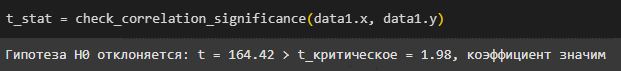 t_stat = check_correlation_significance(data1.x, data1.y)
Гипотеза H0 отклоняется: t = 164.42 > t_критическое = 1.98, коэффициент значим